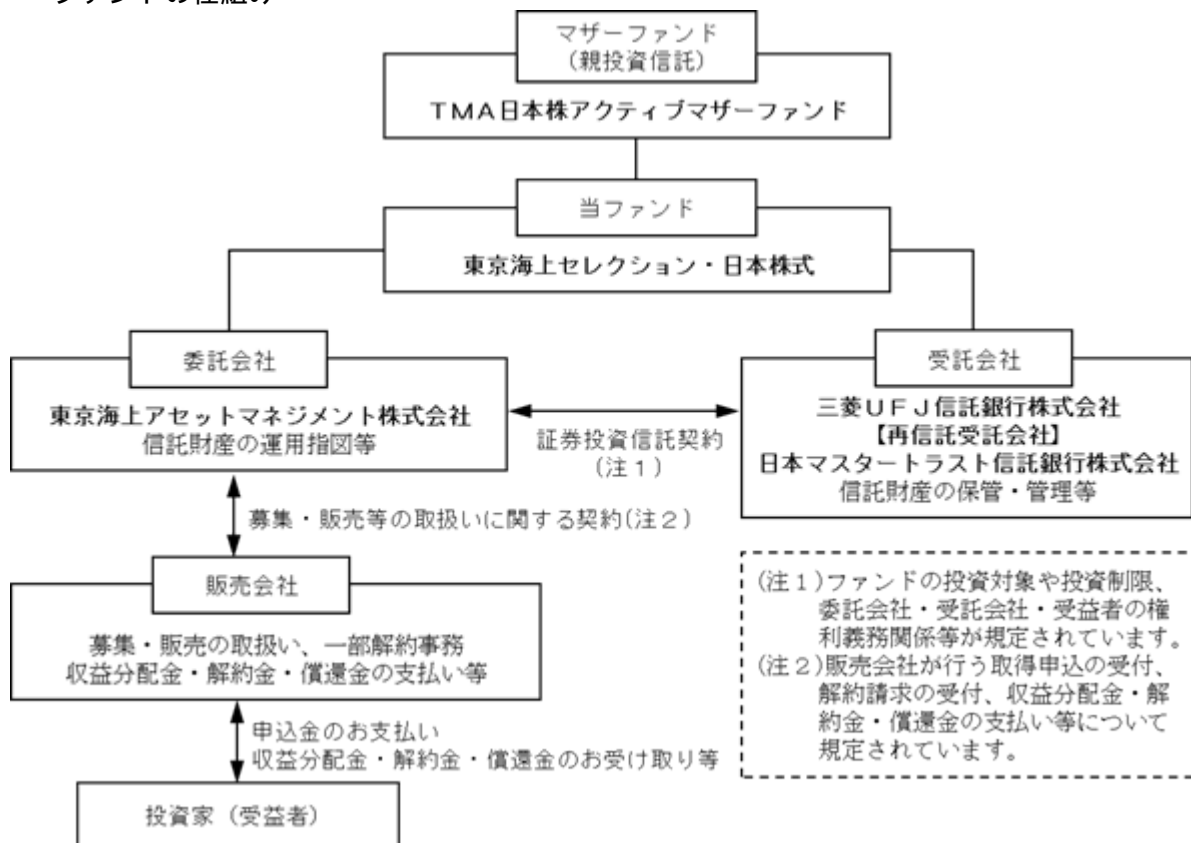 ファンドの仕組み
マザーファンド
(親投資信託)
ＴＭＡ日本株アクティブマザーファンド
当ファンド
東京海上セレクション・日本株式
委託会社
東京海上アセットマネジメント株式会社
信託財産の運用指図等
証券投資信託契約
(注１)
受託会社
三菱ＵＦＪ信託銀行株式会社
【再信託受託会社】
日本マスタートラスト信託銀行株式会社
信託財産の保管・管理等
募集・販売等の取扱いに関する契約(注２)
販売会社
募集・販売の取扱い、一部解約事務
収益分配金・解約金・償還金の支払い等
申込金のお支払い
収益分配金・解約金・償還金のお受け取り等
投資家（受益者）
(注１)ファンドの投資対象や投資制限、
委託会社・受託会社・受益者の権
利義務関係等が規定されています。
(注２)販売会社が行う取得申込の受付、
解約請求の受付、収益分配金・解
約金・償還金の支払い等について
規定されています。